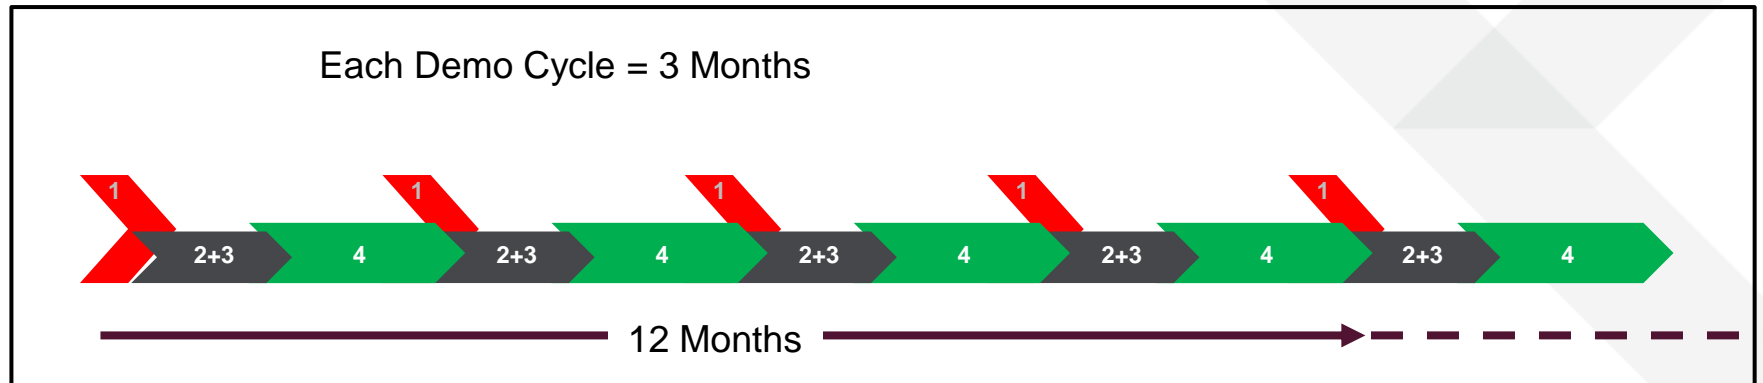 Each Demo Cycle = 3 Months
1 1 1 1 1
2+3 4 2+3 4 2+3 4 2+3 4 2+3 4
12 Months